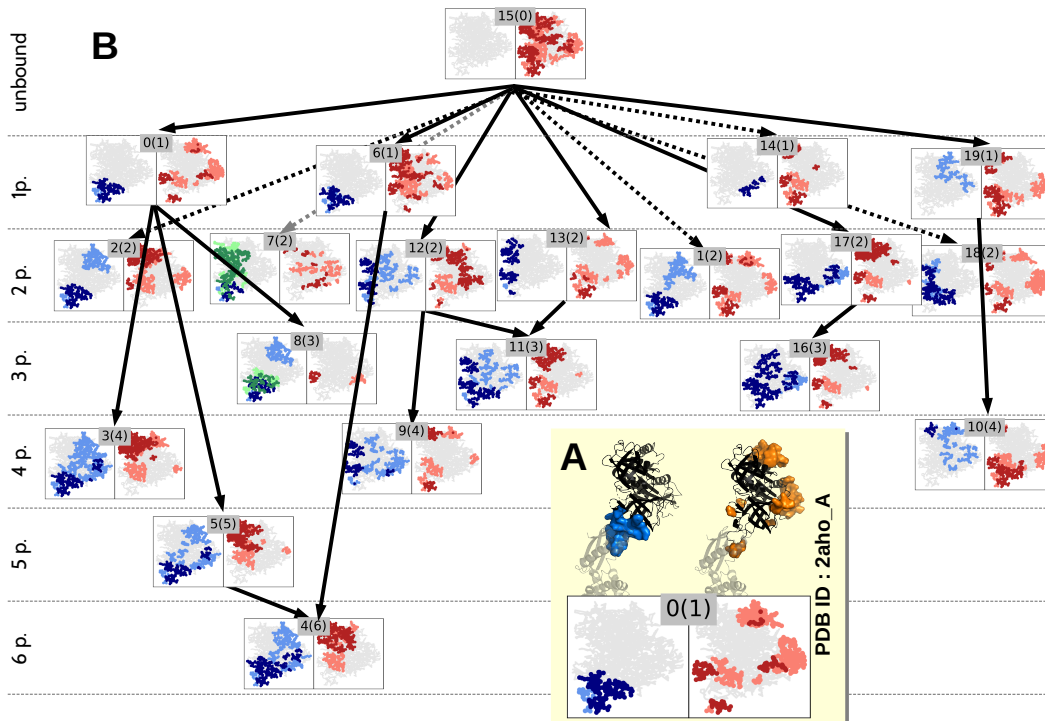 B
unbound
15(0)
1p.
0(1)
6(1)
14(1)
19(1)
2 p.
2(2)
7(2)
12(2)
13(2)
1(2)
17(2)
18(2)
3 p.
8(3)
11(3)
16(3)
4 p.
3(4)
9(4)
10(4)
5 p.
5(5)
6 p.
4(6)
A
0(1)
PDB ID : 2aho_A